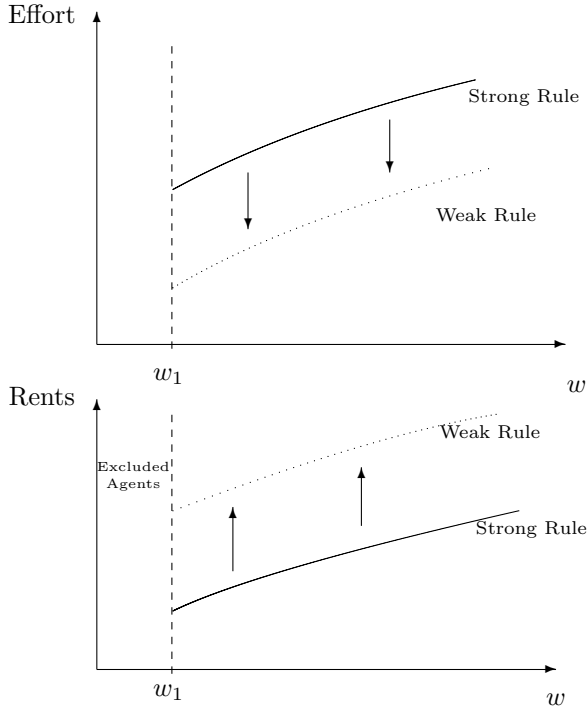 Effort
Strong Rule
Weak Rule
w1
w
Rents
Weak Rule
Excluded
Agents
Strong Rule
w1
w